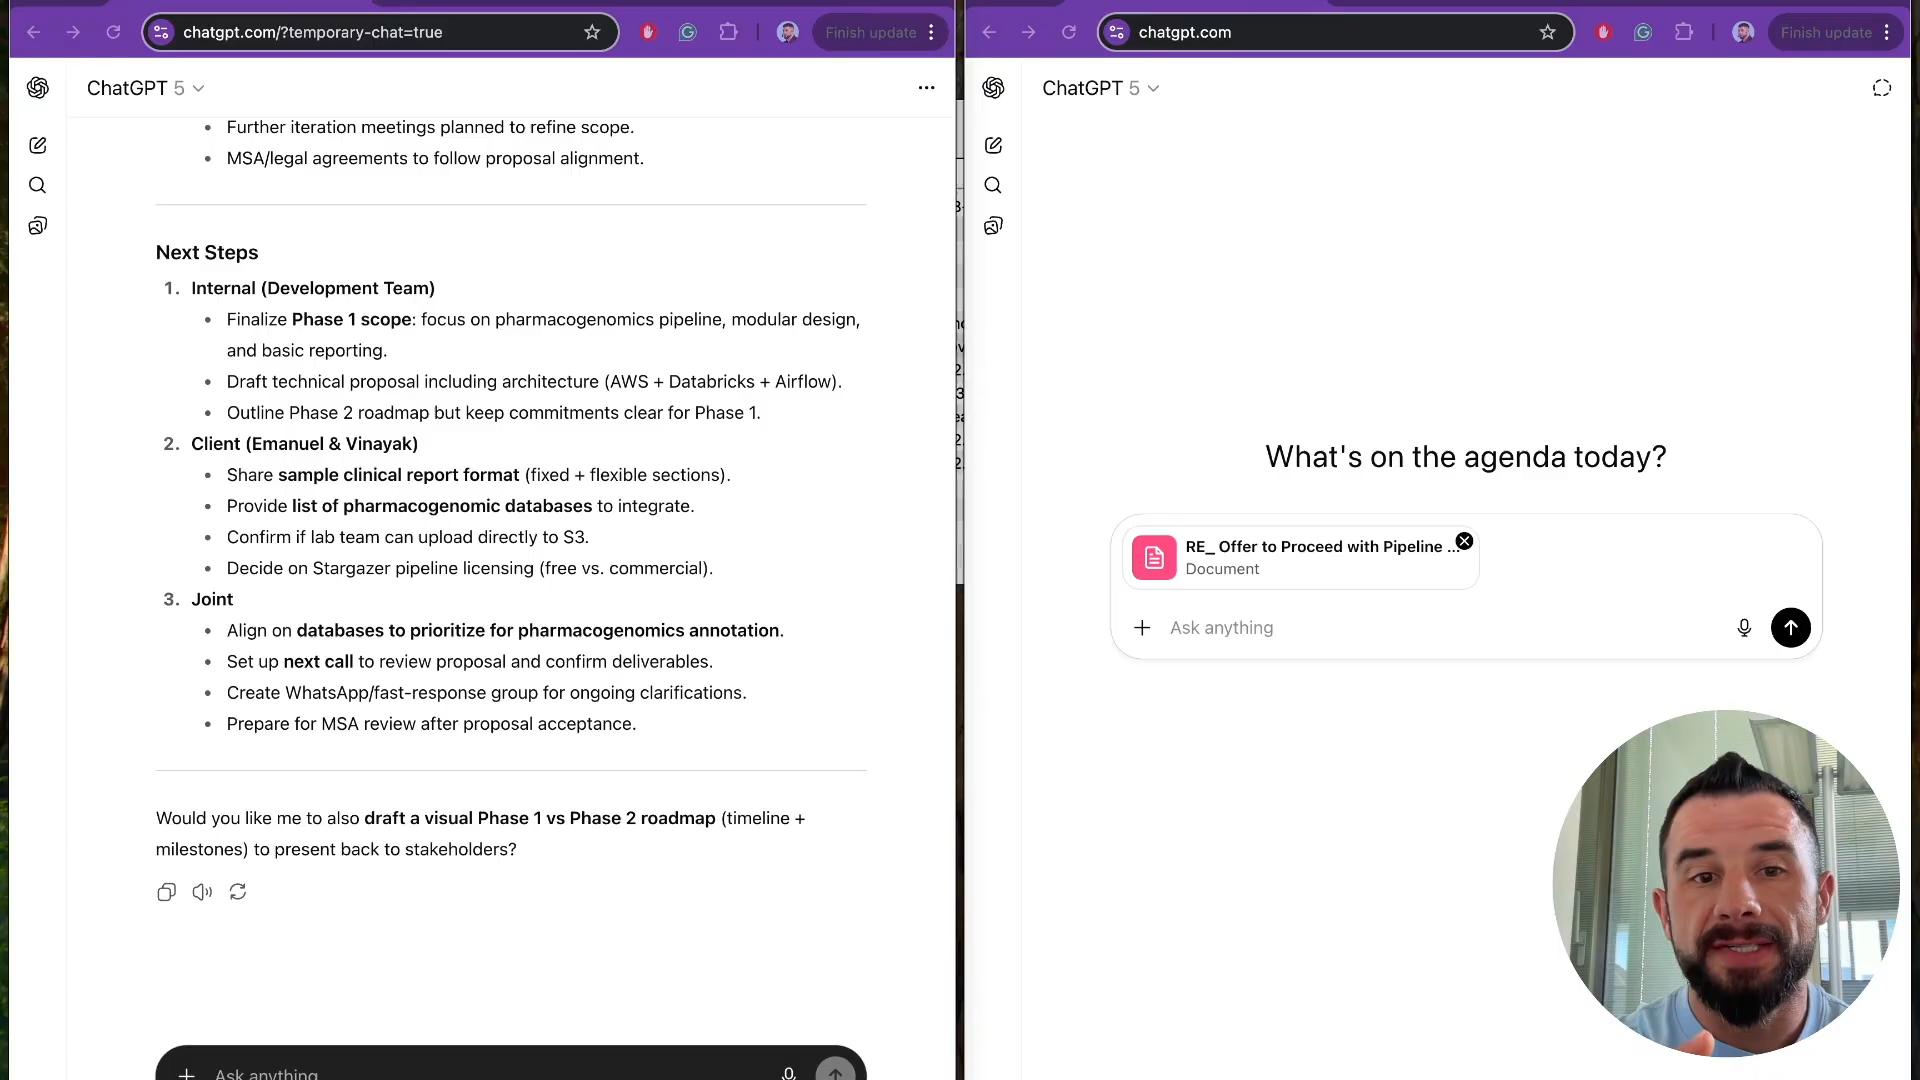 chatgpt.com/?temporary-chat=true
Finish update
ChatGPT 5
Further iteration meetings planned to refine scope.
MSA/legal agreements to follow proposal alignment.
Next Steps
1. Internal (Development Team)
Finalize Phase 1 scope: focus on pharmacogenomics pipeline, modular design,
and basic reporting.
Draft technical proposal including architecture (AWS + Databricks + Airflow).
Outline Phase 2 roadmap but keep commitments clear for Phase 1.
2. Client (Emanuel & Vinayak)
Share sample clinical report format (fixed + flexible sections).
Provide list of pharmacogenomic databases to integrate.
Confirm if lab team can upload directly to S3.
Decide on Stargazer pipeline licensing (free vs. commercial).
3. Joint
Align on databases to prioritize for pharmacogenomics annotation.
Set up next call to review proposal and confirm deliverables.
Create WhatsApp/fast-response group for ongoing clarifications.
Prepare for MSA review after proposal acceptance.
Would you like me to also draft a visual Phase 1 vs Phase 2 roadmap (timeline +
milestones) to present back to stakeholders?
Ask anything
chatgpt.com
Finish update
ChatGPT 5
What's on the agenda today?
RE_ Offer to Proceed with Pipeline ...
Document
Ask anything